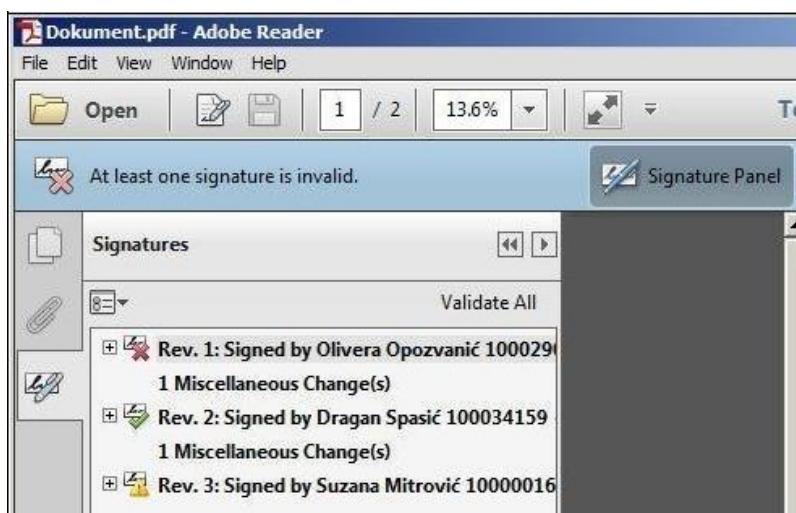 Dokument.pdf - Adobe Reader
File Edit View Window Help
Open 1 / 2 13.6%
At least one signature is invalid. Signature Panel
Signatures
Validate All
Rev. 1: Signed by Olivera Opozvanić
1 Miscellaneous Change(s)
Rev. 2: Signed by Dragan Spasić 100034159
1 Miscellaneous Change(s)
Rev. 3: Signed by Suzana Mitrović 10000016